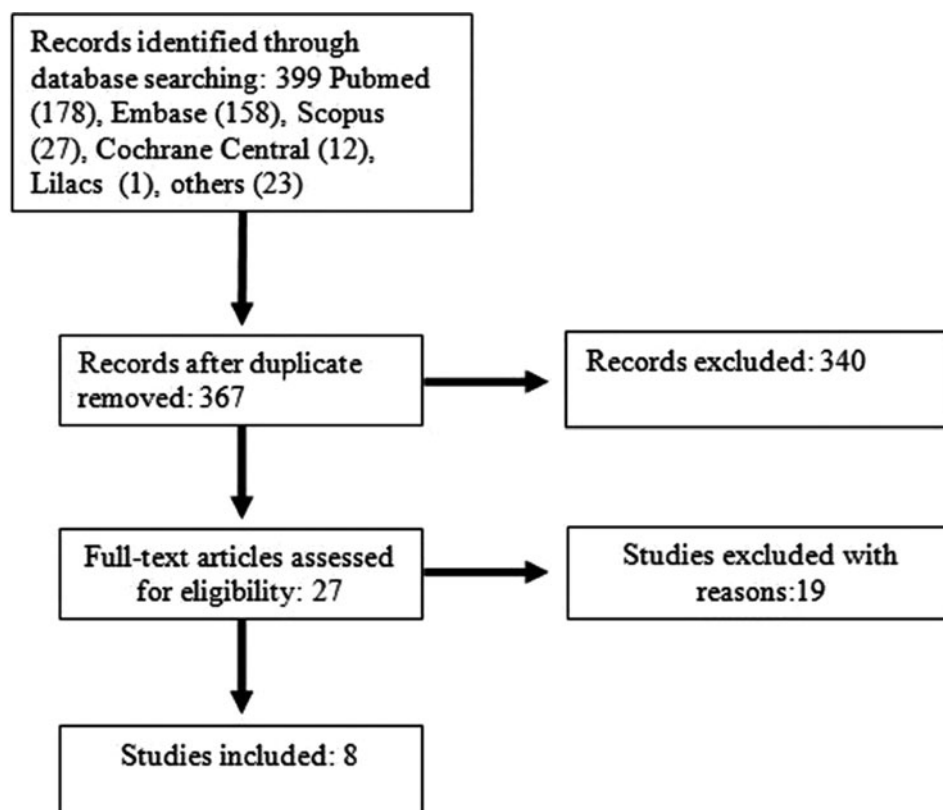 Records identified through
database searching: 399 Pubmed
(178), Embase (158), Scopus
(27), Cochrane Central (12),
Lilacs (1), others (23)
Records after duplicate
removed: 367
Records excluded: 340
Full-text articles assessed
for eligibility: 27
Studies excluded with
reasons:19
Studies included: 8